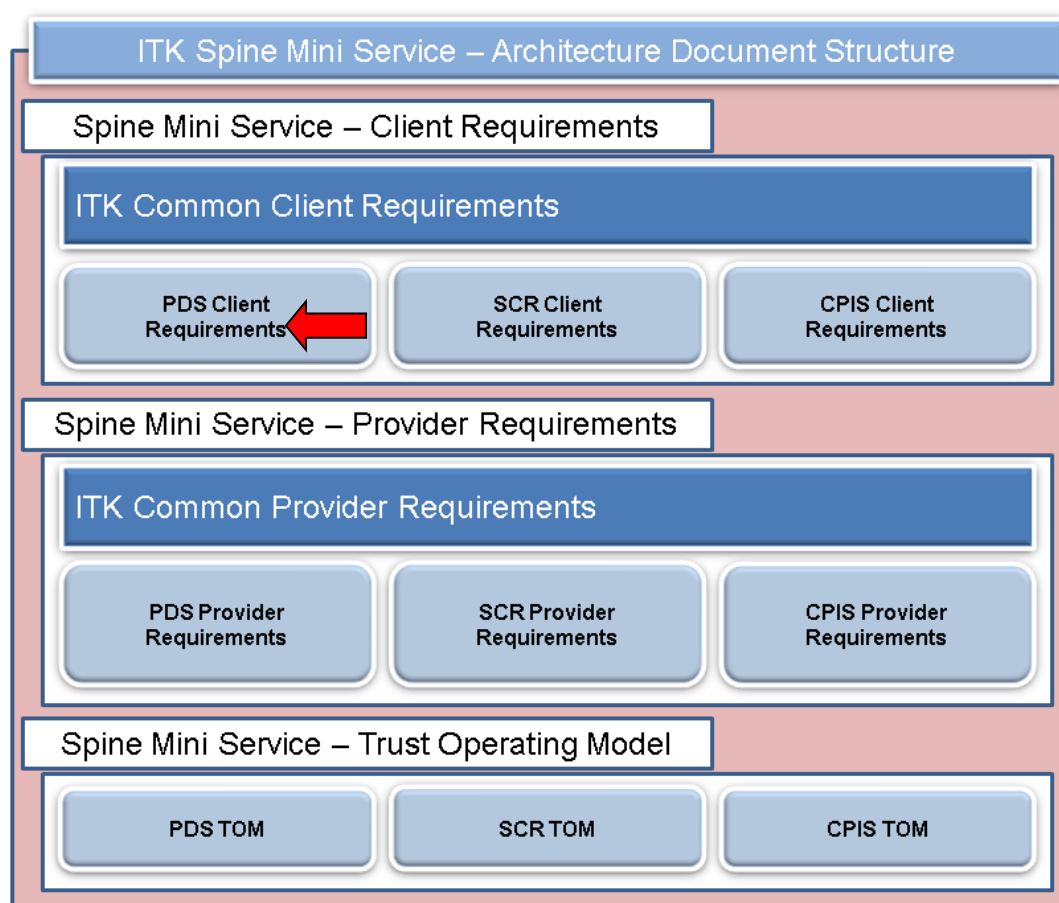 ITK Spine Mini Service – Architecture Document Structure
Spine Mini Service – Client Requirements
ITK Common Client Requirements
PDS Client
Requirements
SCR Client
Requirements
CPIS Client
Requirements
Spine Mini Service – Provider Requirements
ITK Common Provider Requirements
PDS Provider
Requirements
SCR Provider
Requirements
CPIS Provider
Requirements
Spine Mini Service – Trust Operating Model
PDS TOM
SCR TOM
CPIS TOM